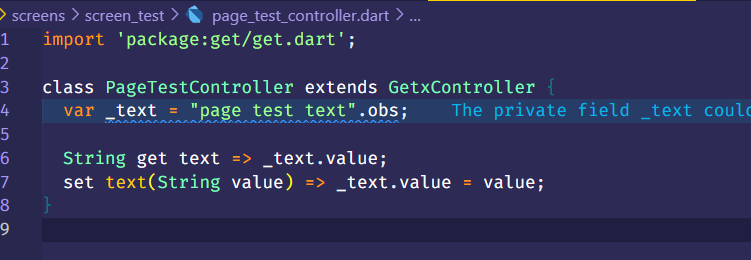 screens > screen_test > page_test_controller.dart > ...
1 import 'package:get/get.dart';
2
3 class PageTestController extends GetxController {
4   var _text = "page test text".obs;    The private field _text could
5
6   String get text => _text.value;
7   set text(String value) => _text.value = value;
8 }
9